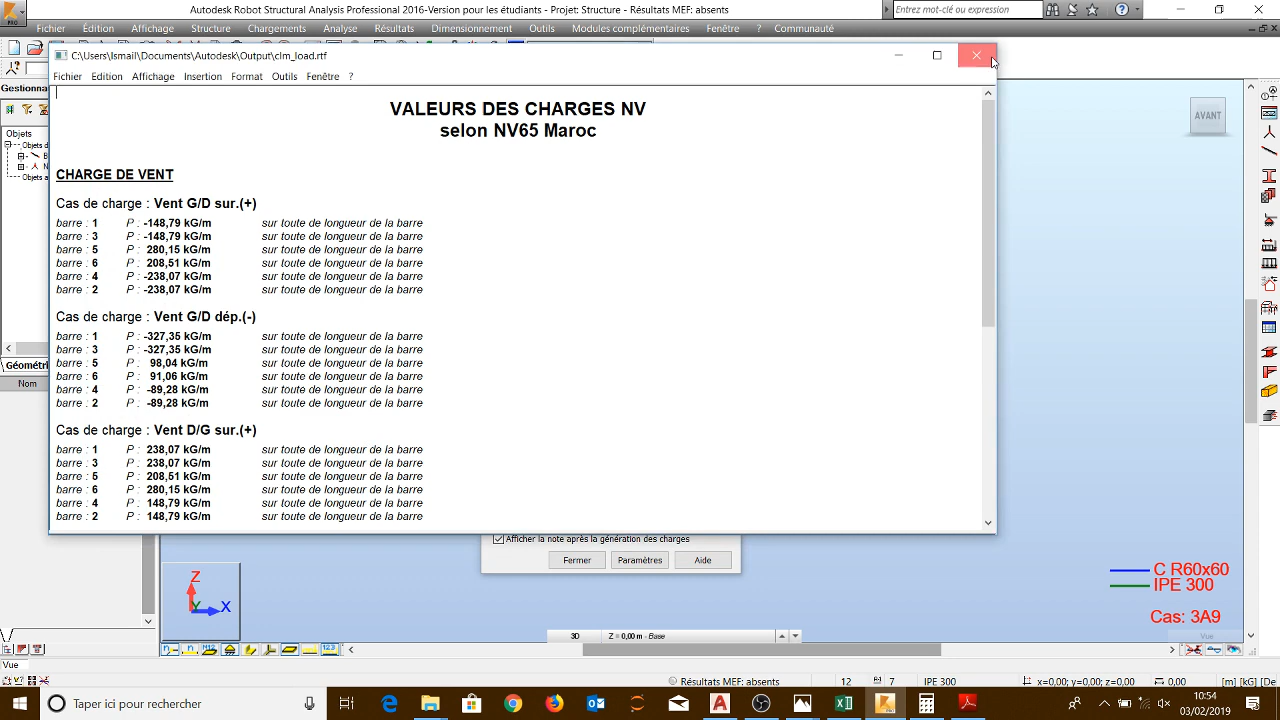 Autodesk Robot Structural Analysis Professional 2016-Version pour les étudiants - Projet: Structure - Résultats MEF: absents
Entrez mot-clé ou expression
Fichier Edition Affichage Structure Chargements Analyse Résultats Dimensionnement Outils Modules complémentaires Fenêtre ? Communauté
C:\Users\Ismail\Documents\Autodesk\Output\clm_load.rtf
Fichier Edition Affichage Insertion Format Outils Fenêtre ?
Gestionna
Objets
Objets d
B
N
Objets a
Géométri
Nom
VALEURS DES CHARGES NV
selon NV65 Maroc
CHARGE DE VENT
Cas de charge : Vent G/D sur.(+)
barre : 1 P : -148,79 kG/m sur toute de longueur de la barre
barre : 3 P : -148,79 kG/m sur toute de longueur de la barre
barre : 5 P : 280,15 kG/m sur toute de longueur de la barre
barre : 6 P : 208,51 kG/m sur toute de longueur de la barre
barre : 4 P : -238,07 kG/m sur toute de longueur de la barre
barre : 2 P : -238,07 kG/m sur toute de longueur de la barre
Cas de charge : Vent G/D dép.(-)
barre : 1 P : -327,35 kG/m sur toute de longueur de la barre
barre : 3 P : -327,35 kG/m sur toute de longueur de la barre
barre : 5 P : 98,04 kG/m sur toute de longueur de la barre
barre : 6 P : 91,06 kG/m sur toute de longueur de la barre
barre : 4 P : -89,28 kG/m sur toute de longueur de la barre
barre : 2 P : -89,28 kG/m sur toute de longueur de la barre
Cas de charge : Vent D/G sur.(+)
barre : 1 P : 238,07 kG/m sur toute de longueur de la barre
barre : 3 P : 238,07 kG/m sur toute de longueur de la barre
barre : 5 P : 208,51 kG/m sur toute de longueur de la barre
barre : 6 P : 280,15 kG/m sur toute de longueur de la barre
barre : 4 P : 148,79 kG/m sur toute de longueur de la barre
barre : 2 P : 148,79 kG/m sur toute de longueur de la barre
AVANT
Afficher la note après la génération des charges
Fermer Paramètres Aide
Z
Y
X
C R60x60
IPE 300
Cas: 3A9
3D Z = 0,00 m - Base
Vue
Vue
Résultats MEF: absents 12 7 IPE 300 x=0,00; y=0,00; z=0,00 0,00 [m] [kG] [De
Taper ici pour rechercher
10:54
03/02/2019